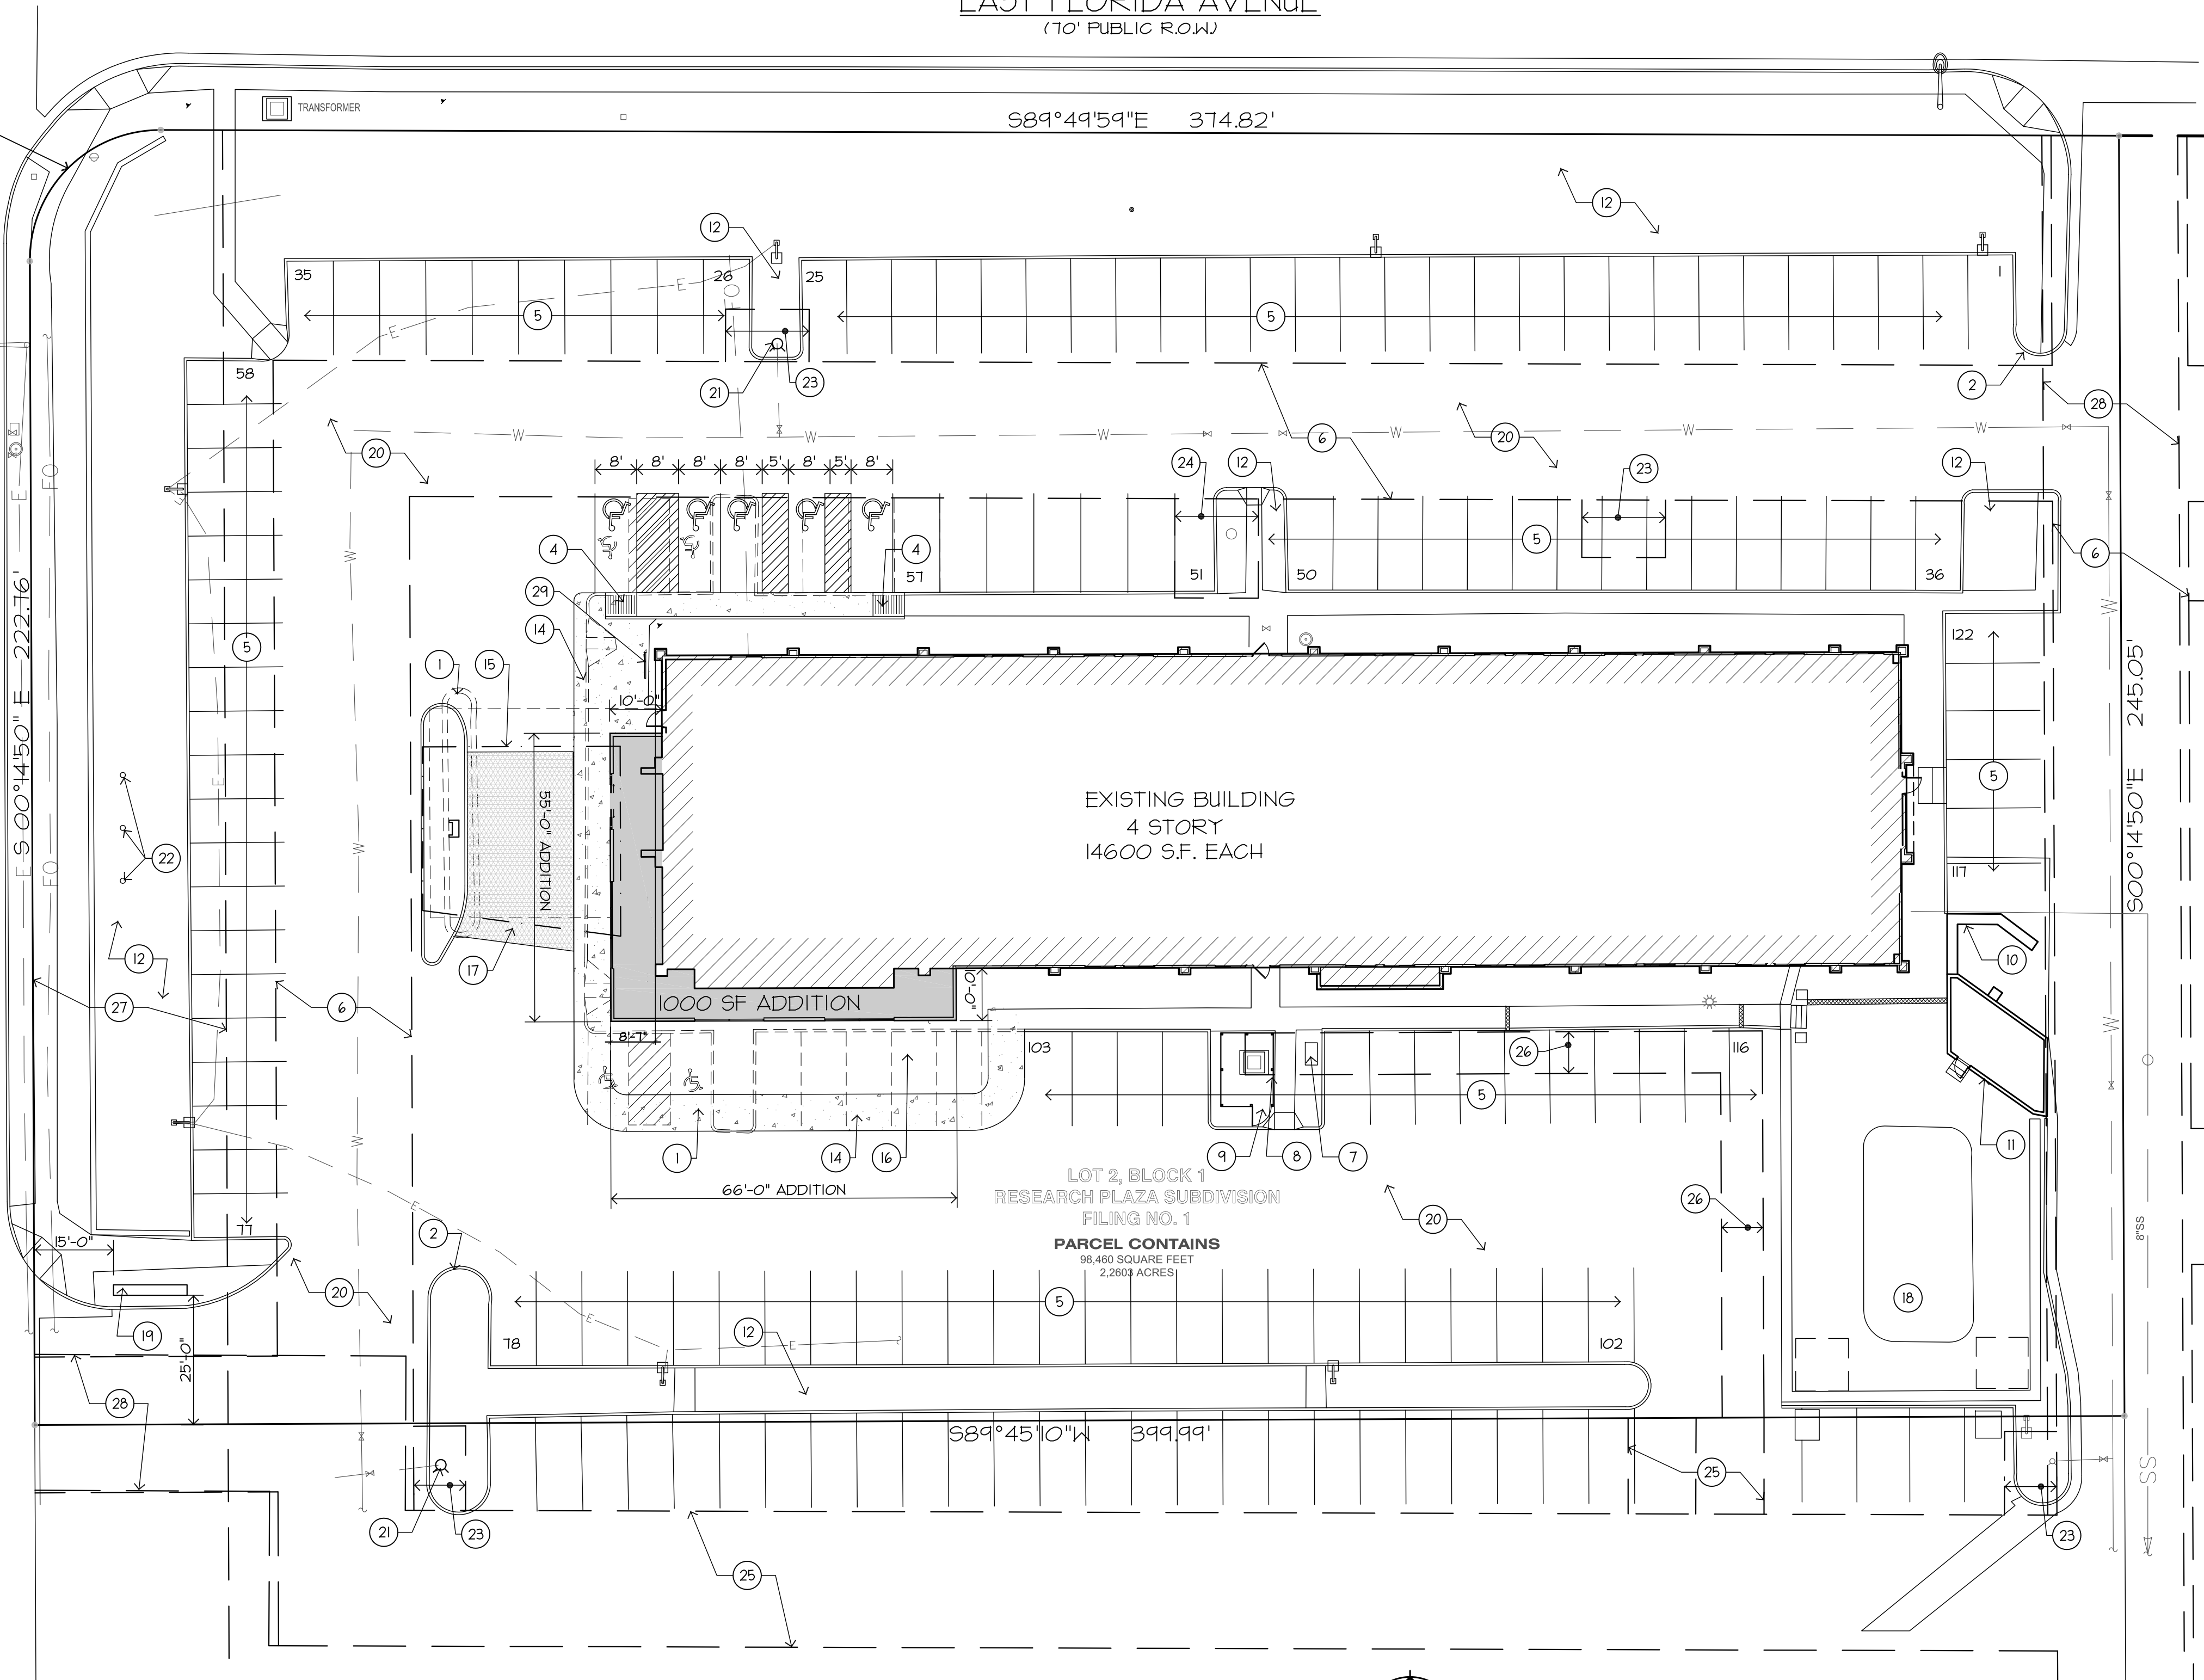 EAST FLORIDA AVENUE
(70' PUBLIC R.O.W.)
TRANSFORMER
S89°49'59"E 374.82'
12
12
35
26
25
1
E
FO
5
5
E
21
23
2
58
28
W
W
W
W
W
W
20
6
20
8'
8'
8'
8'
5'
8'
5'
8'
24
12
23
12
E
E
FO
E
4
4
5
6
57
51
50
36
W
29
W
S 00°14'50" E 222.76'
14
5
122
245.05'
1
15
10'-0"
5
EXISTING BUILDING
4 STORY
14600 S.F. EACH
E
55'-0" ADDITION
W
22
E
FO
117
S00°14'50"E
12
17
10
27
6
1000 SF ADDITION
10'-0"
W
8'-7"
103
26
116
5
W
1
14
16
9
8
7
11
LOT 2, BLOCK 1
RESEARCH PLAZA SUBDIVISION
FILING NO. 1
66'-0" ADDITION
26
E
20
77
2
8"SS
15'-0"
PARCEL CONTAINS
98,460 SQUARE FEET
2,2603 ACRES
20
5
18
E
19
12
78
E
102
25'-0"
28
S89°45'10"W 399.99'
25
SS
21
23
23
25